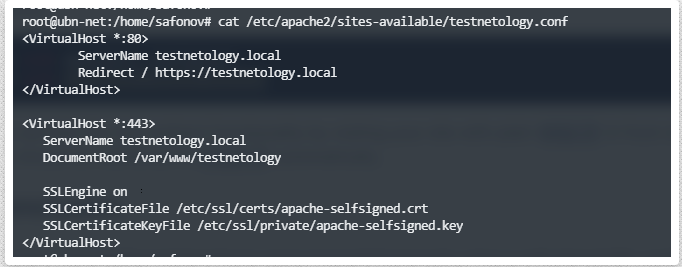 root@ubn-net:/home/safonov# cat /etc/apache2/sites-available/testnetology.conf
<VirtualHost *:80>
        ServerName testnetology.local
        Redirect / https://testnetology.local
</VirtualHost>

<VirtualHost *:443>
   ServerName testnetology.local
   DocumentRoot /var/www/testnetology

   SSLEngine on
   SSLCertificateFile /etc/ssl/certs/apache-selfsigned.crt
   SSLCertificateKeyFile /etc/ssl/private/apache-selfsigned.key
</VirtualHost>